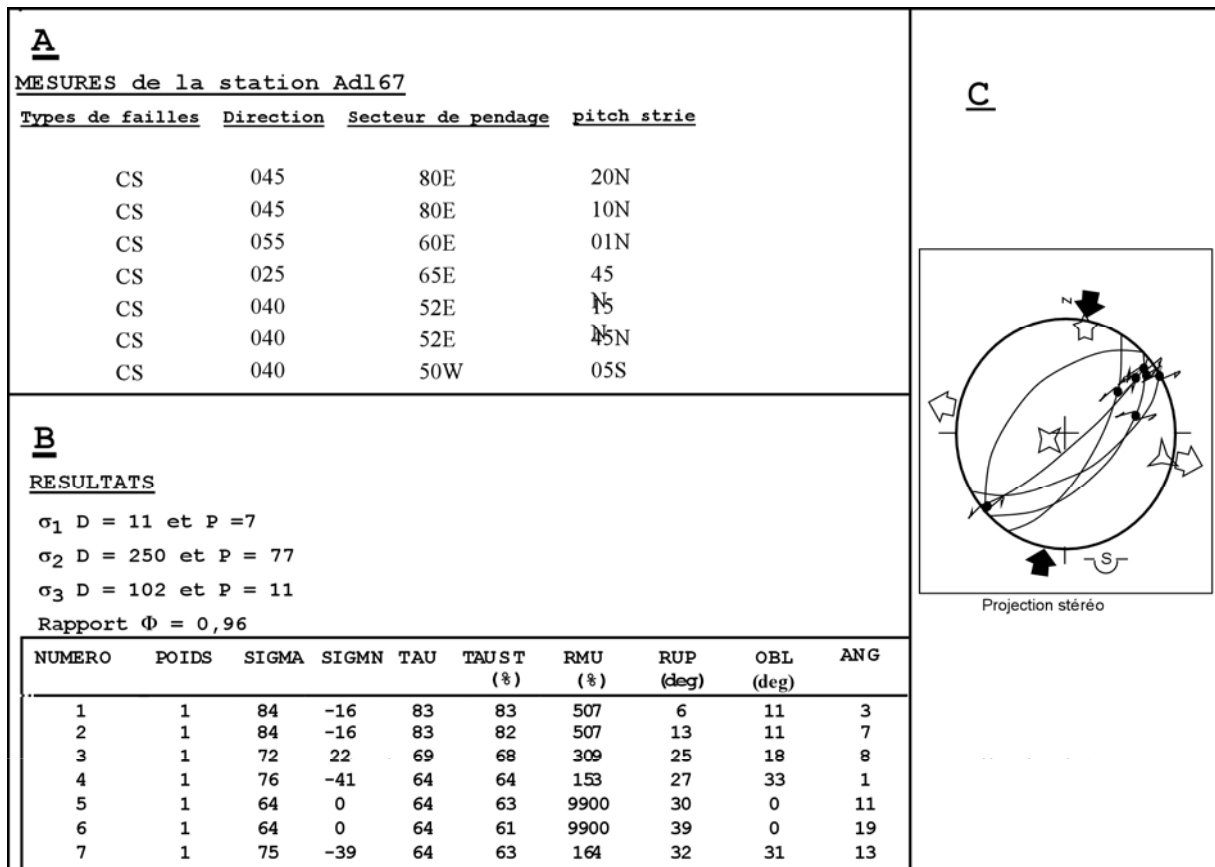 A
MESURES de la station Adl67
Types de failles Direction Secteur de pendage pitch strie
CS 045 80E 20N
CS 045 80E 10N
CS 055 60E 01N
CS 025 65E 45
N
CS 040 52E 15
N
CS 040 52E 45N
CS 040 50W 05S
B
RESULTATS
σ1 D = 11 et P =7
σ2 D = 250 et P = 77
σ3 D = 102 et P = 11
Rapport Φ = 0,96
NUMERO POIDS SIGMA SIGMN TAU TAUST RMU RUP OBL ANG
(%) (%) (deg) (deg)
1 1 84 -16 83 83 507 6 11 3
2 1 84 -16 83 82 507 13 11 7
3 1 72 22 69 68 309 25 18 8
4 1 76 -41 64 64 153 27 33 1
5 1 64 0 64 63 9900 30 0 11
6 1 64 0 64 61 9900 39 0 19
7 1 75 -39 64 63 164 32 31 13
C
N
S
Projection stéréo